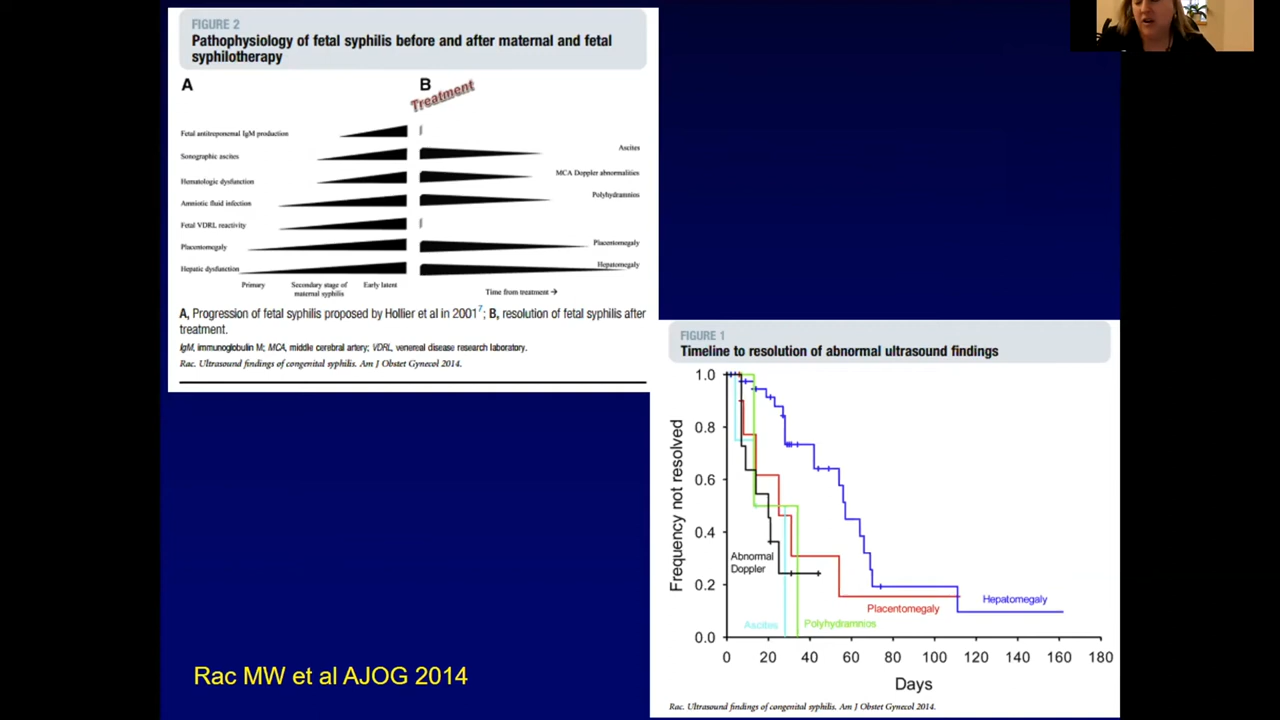 FIGURE 2
Pathophysiology of fetal syphilis before and after maternal and fetal
syphilotherapy
A
B
Treatment
Fetal antitreponemal IgM production
Sonographic ascites
Hematologic dysfunction
Amniotic fluid infection
Fetal VDRL reactivity
Placentomegaly
Hepatic dysfunction
Primary
Secondary stage of
maternal syphilis
Early latent
Ascites
MCA Doppler abnormalities
Polyhydramnios
Placentomegaly
Hepatomegaly
Time from treatment →
A, Progression of fetal syphilis proposed by Hollier et al in 2001⁷; B, resolution of fetal syphilis after
treatment.
IgM, immunoglobulin M; MCA, middle cerebral artery; VDRL, venereal disease research laboratory.
Rac. Ultrasound findings of congenital syphilis. Am J Obstet Gynecol 2014.
FIGURE 1
Timeline to resolution of abnormal ultrasound findings
Frequency not resolved
1.0
0.8
0.6
0.4
0.2
0.0
Abnormal
Doppler
Ascites
Polyhydramnios
Placentomegaly
Hepatomegaly
0 20 40 60 80 100 120 140 160 180
Days
Rac. Ultrasound findings of congenital syphilis. Am J Obstet Gynecol 2014.
Rac MW et al AJOG 2014